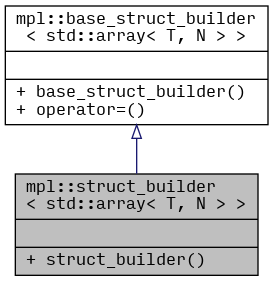 mpl::base_struct_builder
< std::array< T, N > >
+ base_struct_builder()
+ operator=()
mpl::struct_builder
< std::array< T, N > >
+ struct_builder()